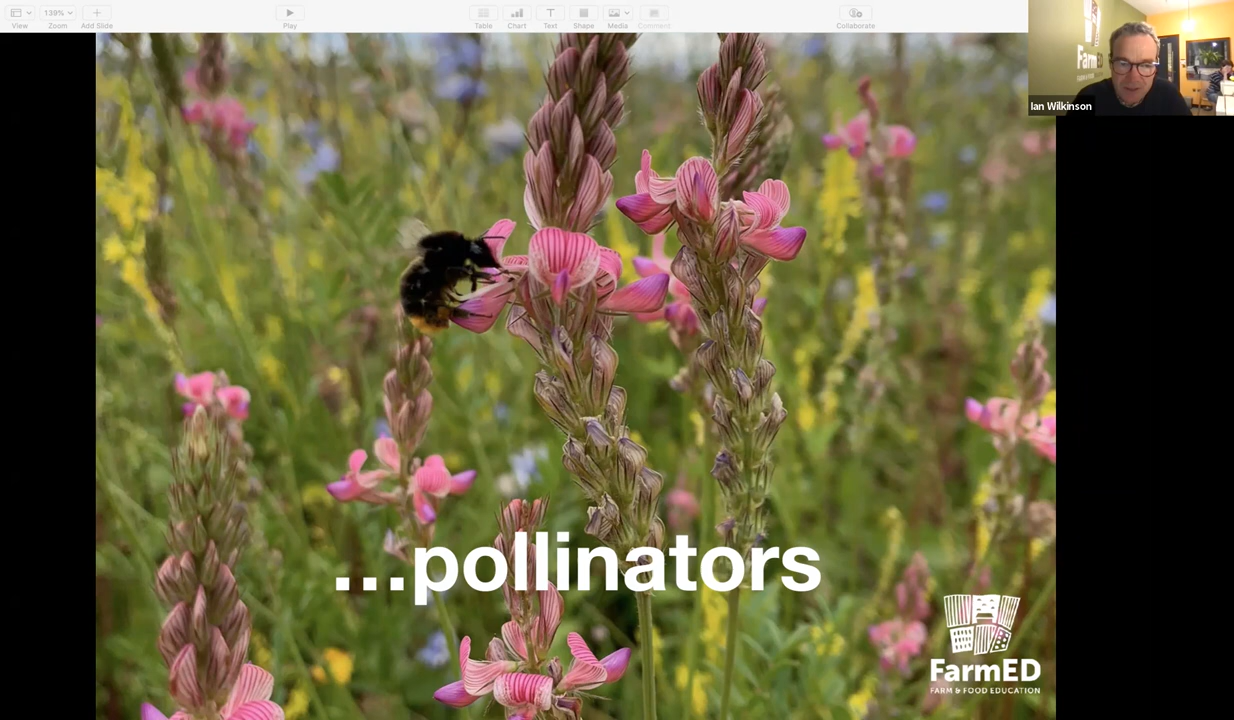 139%
View
Zoom
Add Slide
Play
Table
Chart
Text
Shape
Media
Comment
Collaborate
FarmED
Ian Wilkinson
...pollinators
FarmED
FARM & FOOD EDUCATION